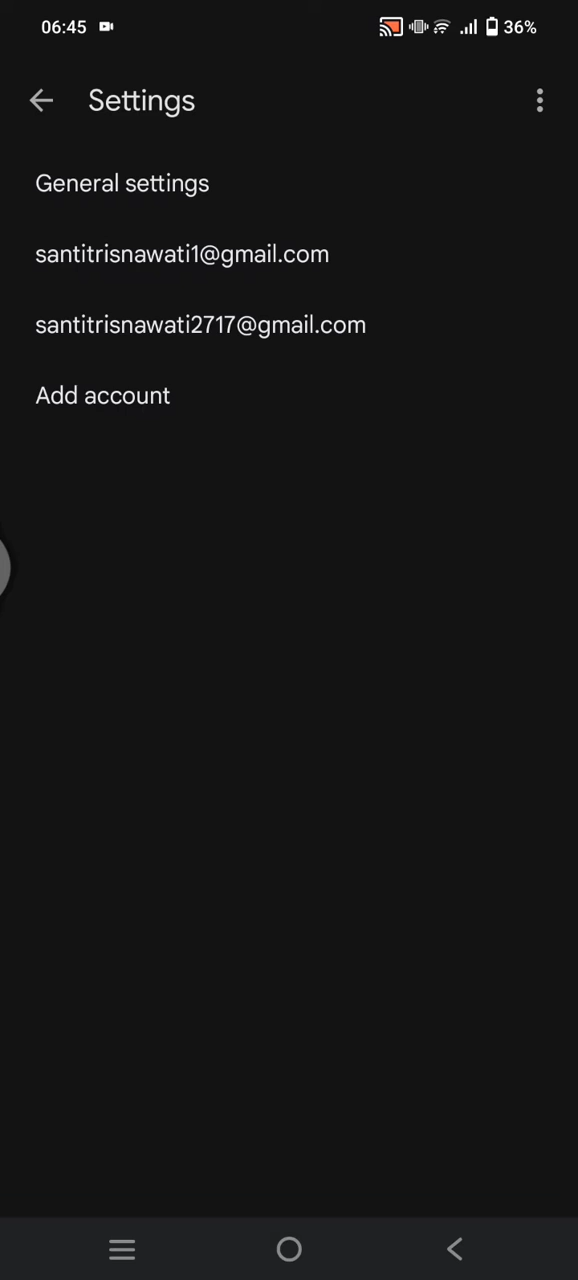 06:45
36%
Settings
General settings
santitrisnawati1@gmail.com
santitrisnawati2717@gmail.com
Add account